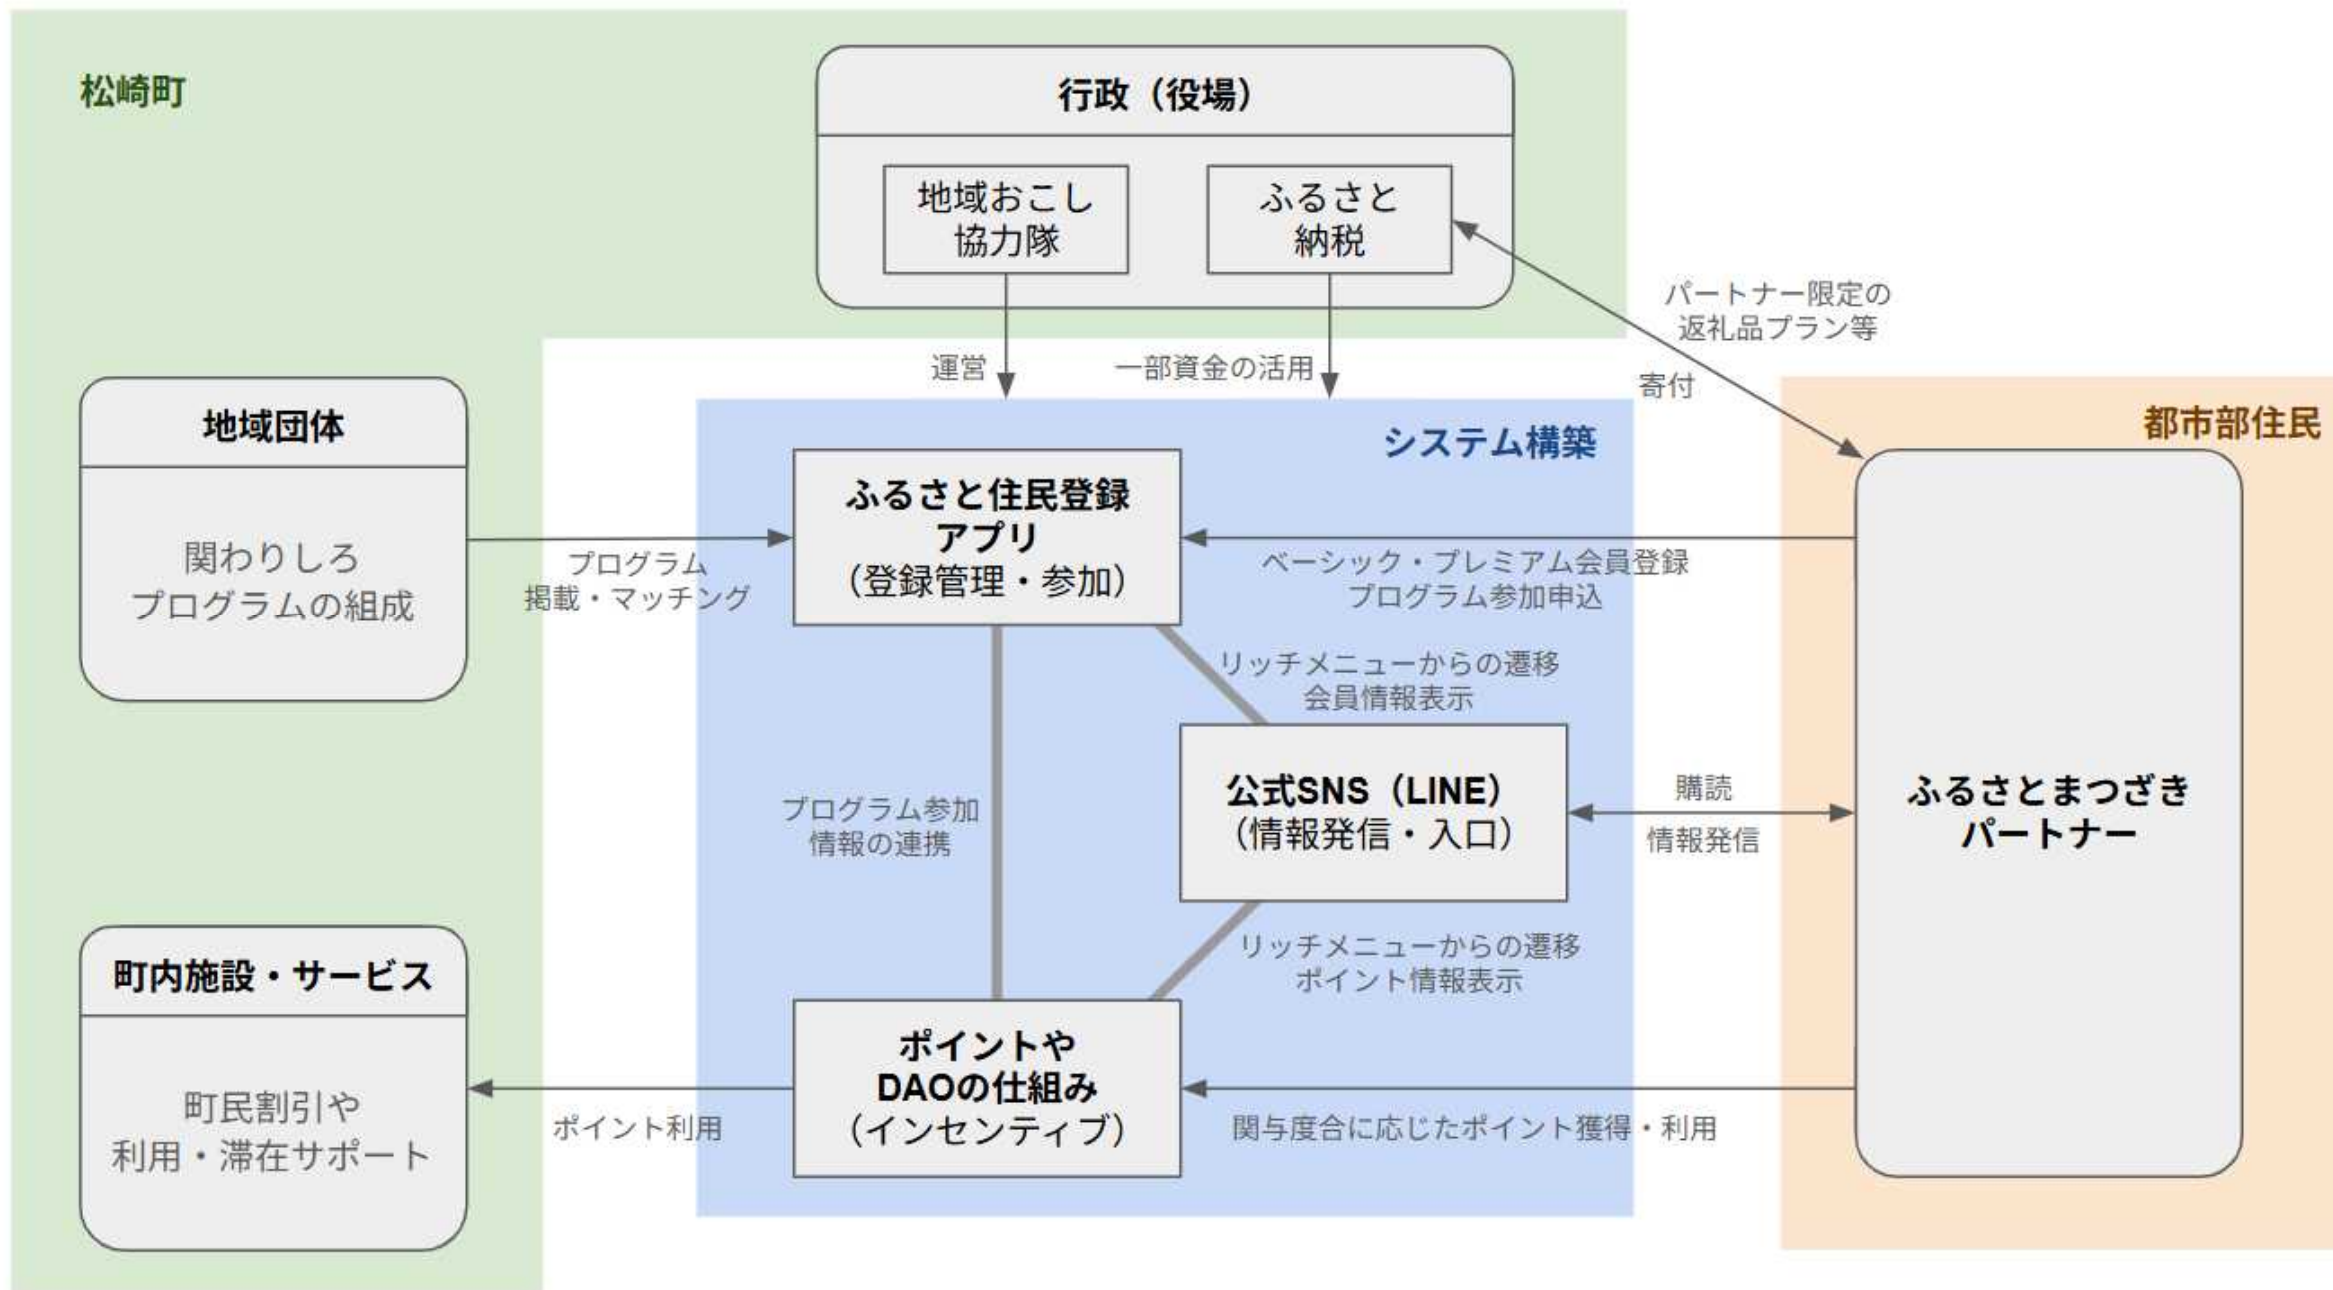 松崎町
行政（役場）
地域おこし
協力隊
ふるさと
納税
パートナー限定の
返礼品プラン等
寄付
運営
一部資金の活用
都市部住民
地域団体
関わりしろ
プログラムの組成
システム構築
ふるさと住民登録
アプリ
（登録管理・参加）
プログラム
掲載・マッチング
ベーシック・プレミアム会員登録
プログラム参加申込
リッチメニューからの遷移
会員情報表示
プログラム参加
情報の連携
公式SNS（LINE）
（情報発信・入口）
購読
情報発信
ふるさとまつざき
パートナー
リッチメニューからの遷移
ポイント情報表示
町内施設・サービス
町民割引や
利用・滞在サポート
ポイント利用
ポイントや
DAOの仕組み
（インセンティブ）
関与度合に応じたポイント獲得・利用